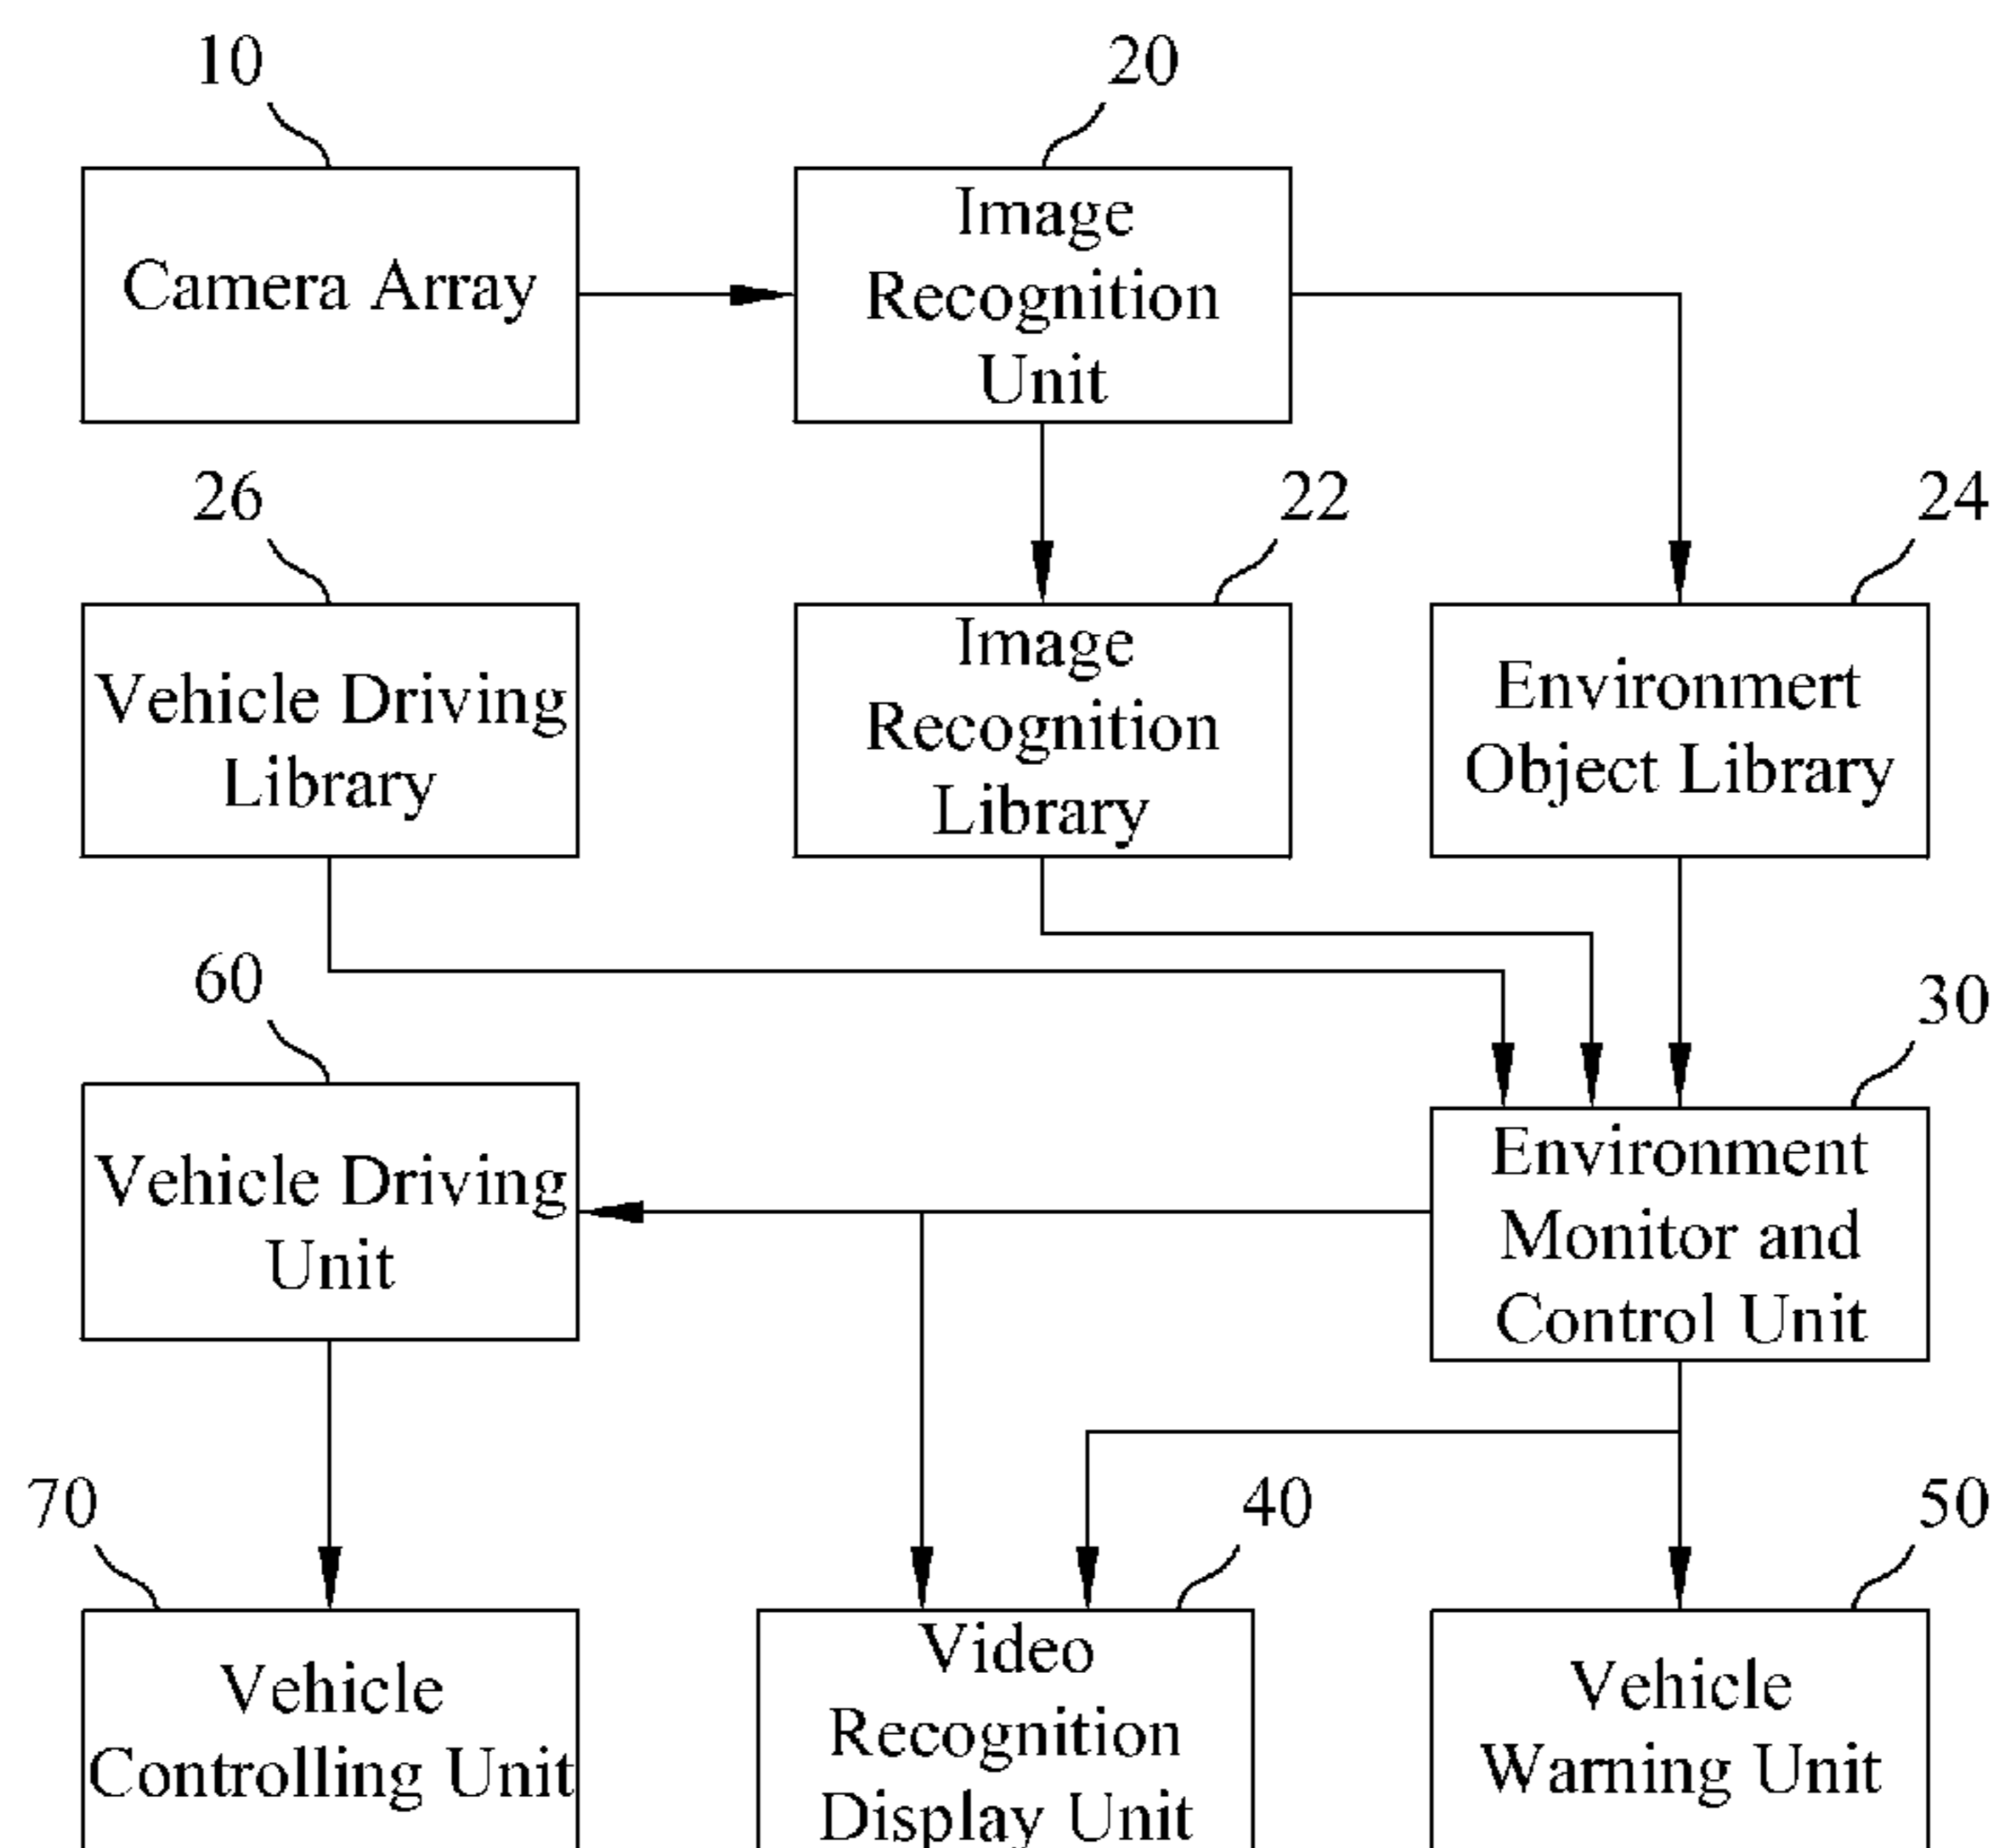 10
20
Camera Array
Image
Recognition
Unit
26
22
24
Vehicle Driving
Library
Image
Recognition
Library
Environmert
Object Library
60
30
Vehicle Driving
Unit
Environment
Monitor and
Control Unit
70
40
50
Vehicle
Controlling Unit
Video
Recognition
Display Unit
Vehicle
Warning Unit